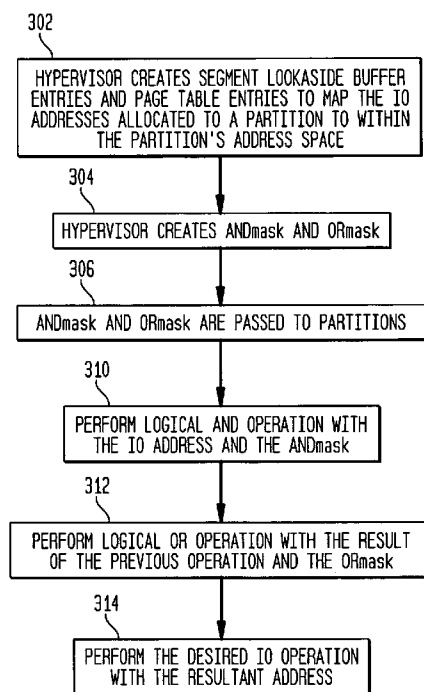 302
HYPERVISOR CREATES SEGMENT LOOKASIDE BUFFER
ENTRIES AND PAGE TABLE ENTRIES TO MAP THE IO
ADDRESSES ALLOCATED TO A PARTITION TO WITHIN
THE PARTITION'S ADDRESS SPACE
304
HYPERVISOR CREATES ANDmask AND ORmask
306
ANDmask AND ORmask ARE PASSED TO PARTITIONS
310
PERFORM LOGICAL AND OPERATION WITH
THE IO ADDRESS AND THE ANDmask
312
PERFORM LOGICAL OR OPERATION WITH THE RESULT
OF THE PREVIOUS OPERATION AND THE ORmask
314
PERFORM THE DESIRED IO OPERATION
WITH THE RESULTANT ADDRESS